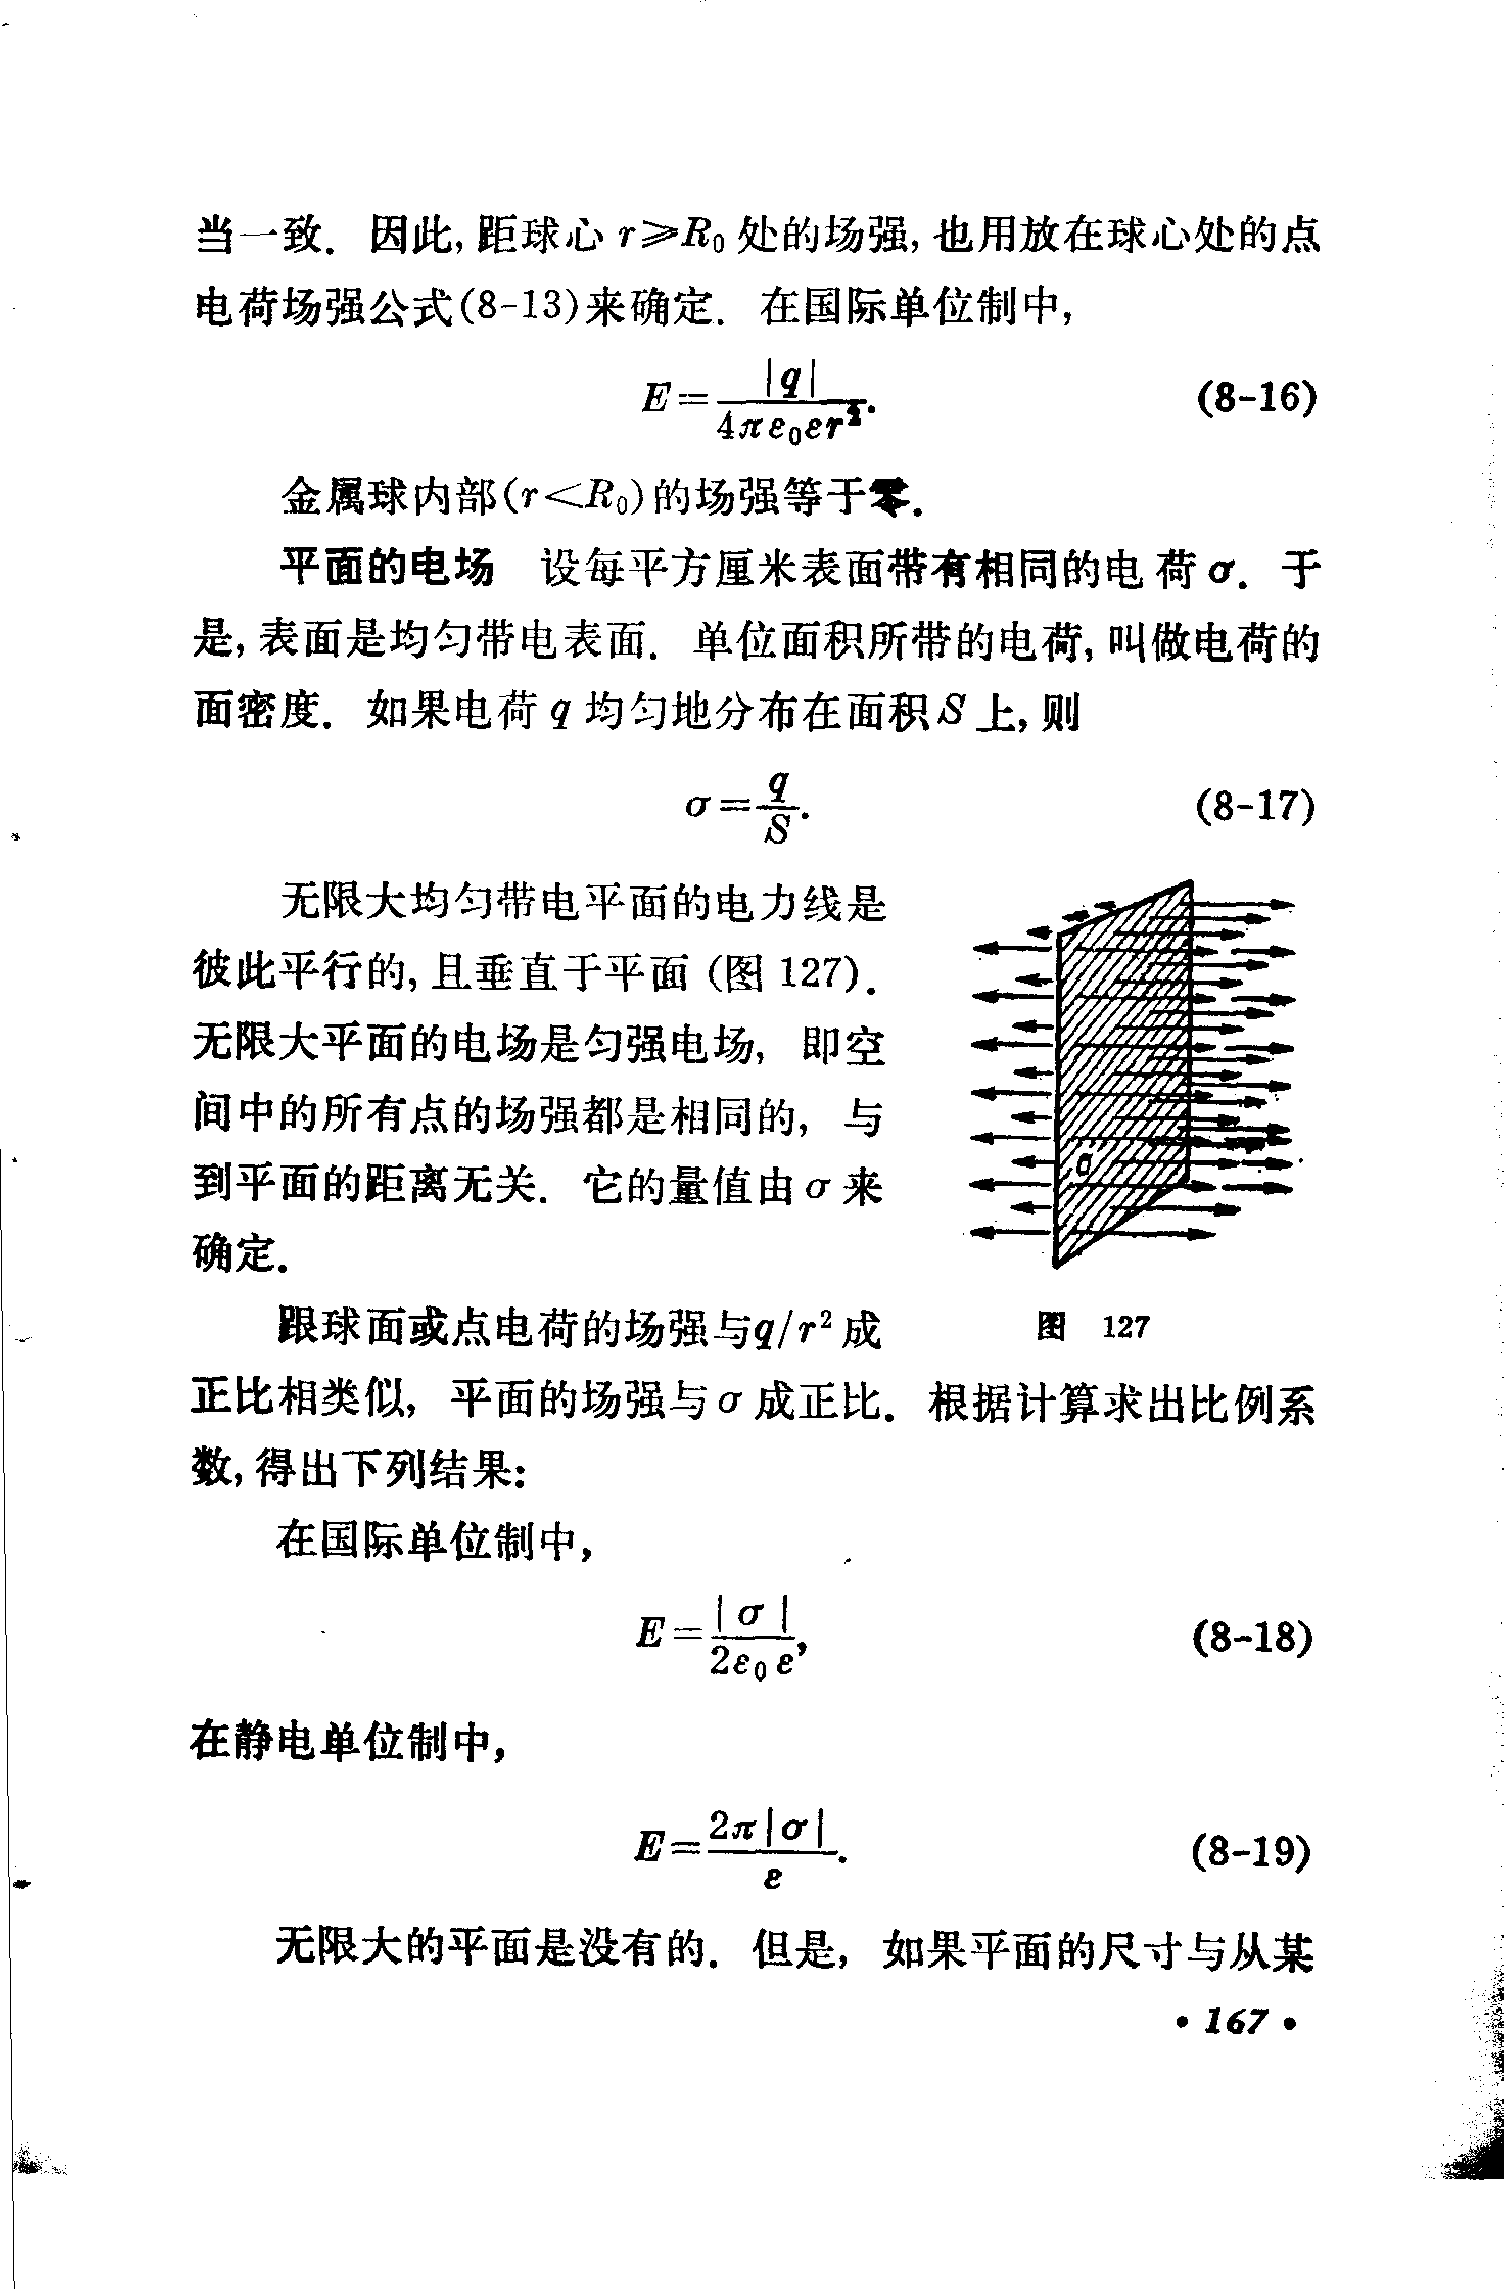 当一致. 因此, 距球心 r⩾R₀ 处的场强, 也用放在球心处的点
电荷场强公式(8-13)来确定. 在国际单位制中,
E=|q|/4πε₀εr². (8-16)
金属球内部(r<R₀)的场强等于零.
平面的电场 设每平方厘米表面带有相同的电荷σ. 于
是, 表面是均匀带电表面. 单位面积所带的电荷, 叫做电荷的
面密度. 如果电荷 q 均匀地分布在面积 S 上, 则
σ=q/S. (8-17)
无限大均匀带电平面的电力线是
彼此平行的, 且垂直于平面 (图 127).
无限大平面的电场是匀强电场, 即空
间中的所有点的场强都是相同的, 与
到平面的距离无关. 它的量值由 σ 来
确定.
σ
图 127
跟球面或点电荷的场强与q/r² 成
正比相类似, 平面的场强与 σ 成正比. 根据计算求出比例系
数, 得出下列结果:
在国际单位制中,
E=|σ|/2ε₀ε, (8-18)
在静电单位制中,
E=2π|σ|/ε. (8-19)
无限大的平面是没有的. 但是, 如果平面的尺寸与从某
• 167 •